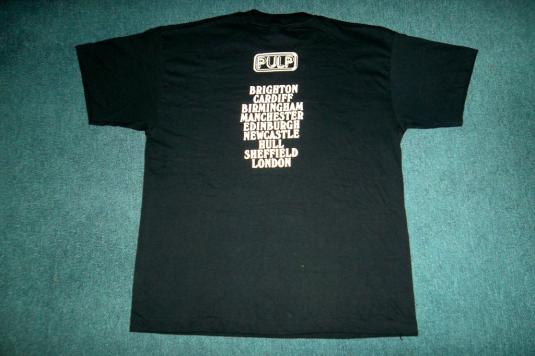 PULP
BRIGHTON
CARDIFF
BIRMINGHAM
MANCHESTER
EDINBURGH
NEWCASTLE
HULL
SHEFFIELD
LONDON